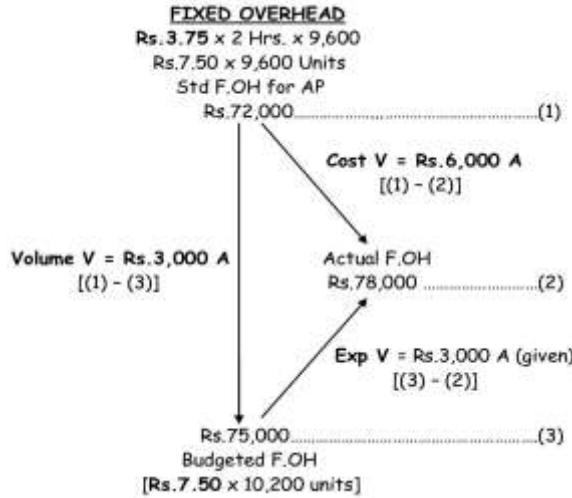 FIXED OVERHEAD
Rs.3.75 x 2 Hrs. x 9,600
Rs.7.50 x 9,600 Units
Std F.OH for AP
Rs.72,000..................................................(1)
Cost V = Rs.6,000 A
[(1) – (2)]
Volume V = Rs.3,000 A
[(1) – (3)]
Actual F.OH
Rs.78,000 ........................(2)
Exp V = Rs.3,000 A (given)
[(3) – (2)]
Rs.75,000..................................................(3)
Budgeted F.OH
[Rs.7.50 x 10,200 units]